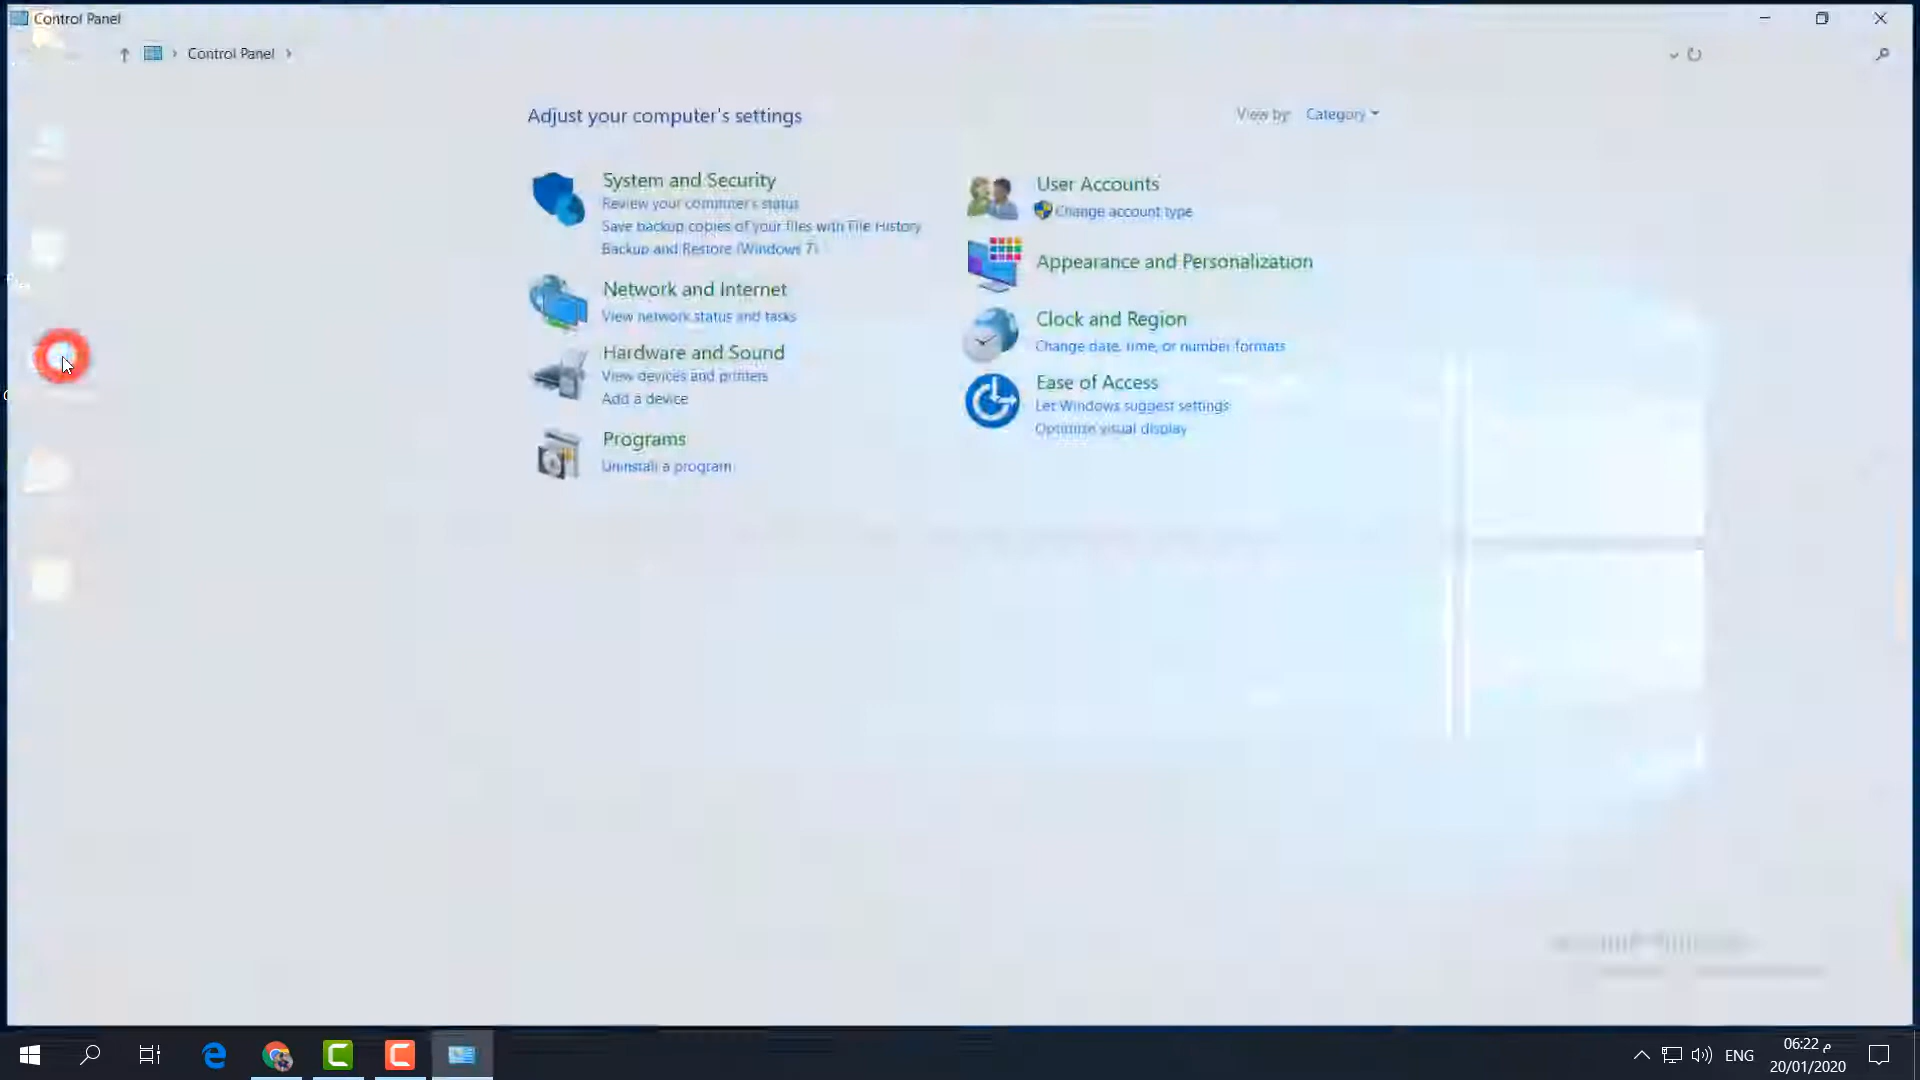 Control Panel
Control Panel
Adjust your computer's settings
View by: Category
System and Security
Review your computer's status
Save backup copies of your files with File History
Backup and Restore (Windows 7)
Network and Internet
View network status and tasks
Hardware and Sound
View devices and printers
Add a device
Programs
Uninstall a program
User Accounts
Change account type
Appearance and Personalization
Clock and Region
Change date, time, or number formats
Ease of Access
Let Windows suggest settings
Optimize visual display
ENG
06:22 م
20/01/2020